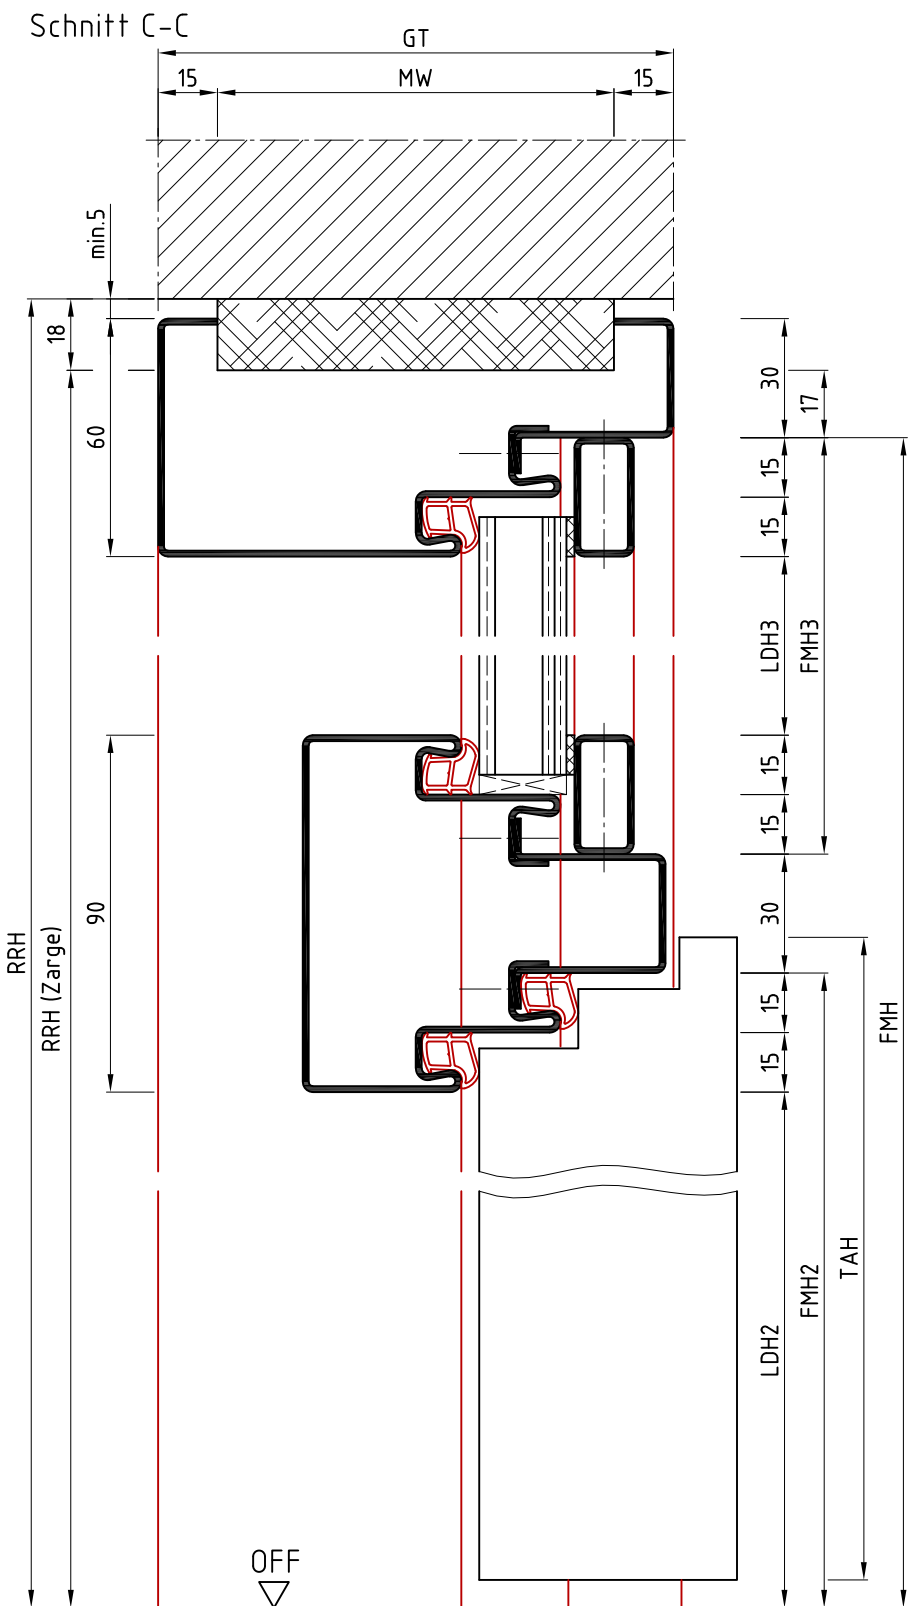 Schnitt C-C
GT
15
MW
15
min.5
18
60
30
17
15
15
LDH3
FMH3
15
15
90
30
RRH
RRH (Zarge)
15
15
FMH
TAH
FMH2
LDH2
OFF